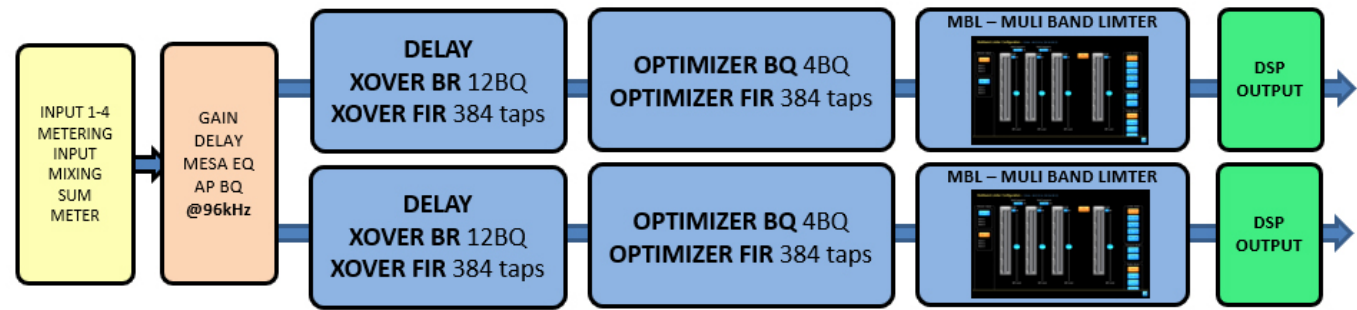 INPUT 1-4
METERING
INPUT
MIXING
SUM
METER
GAIN
DELAY
MESA EQ
AP BQ
@96kHz
DELAY
XOVER BR 12BQ
XOVER FIR 384 taps
OPTIMIZER BQ 4BQ
OPTIMIZER FIR 384 taps
MBL – MULI BAND LIMTER
DSP
OUTPUT
DELAY
XOVER BR 12BQ
XOVER FIR 384 taps
OPTIMIZER BQ 4BQ
OPTIMIZER FIR 384 taps
MBL – MULI BAND LIMTER
DSP
OUTPUT